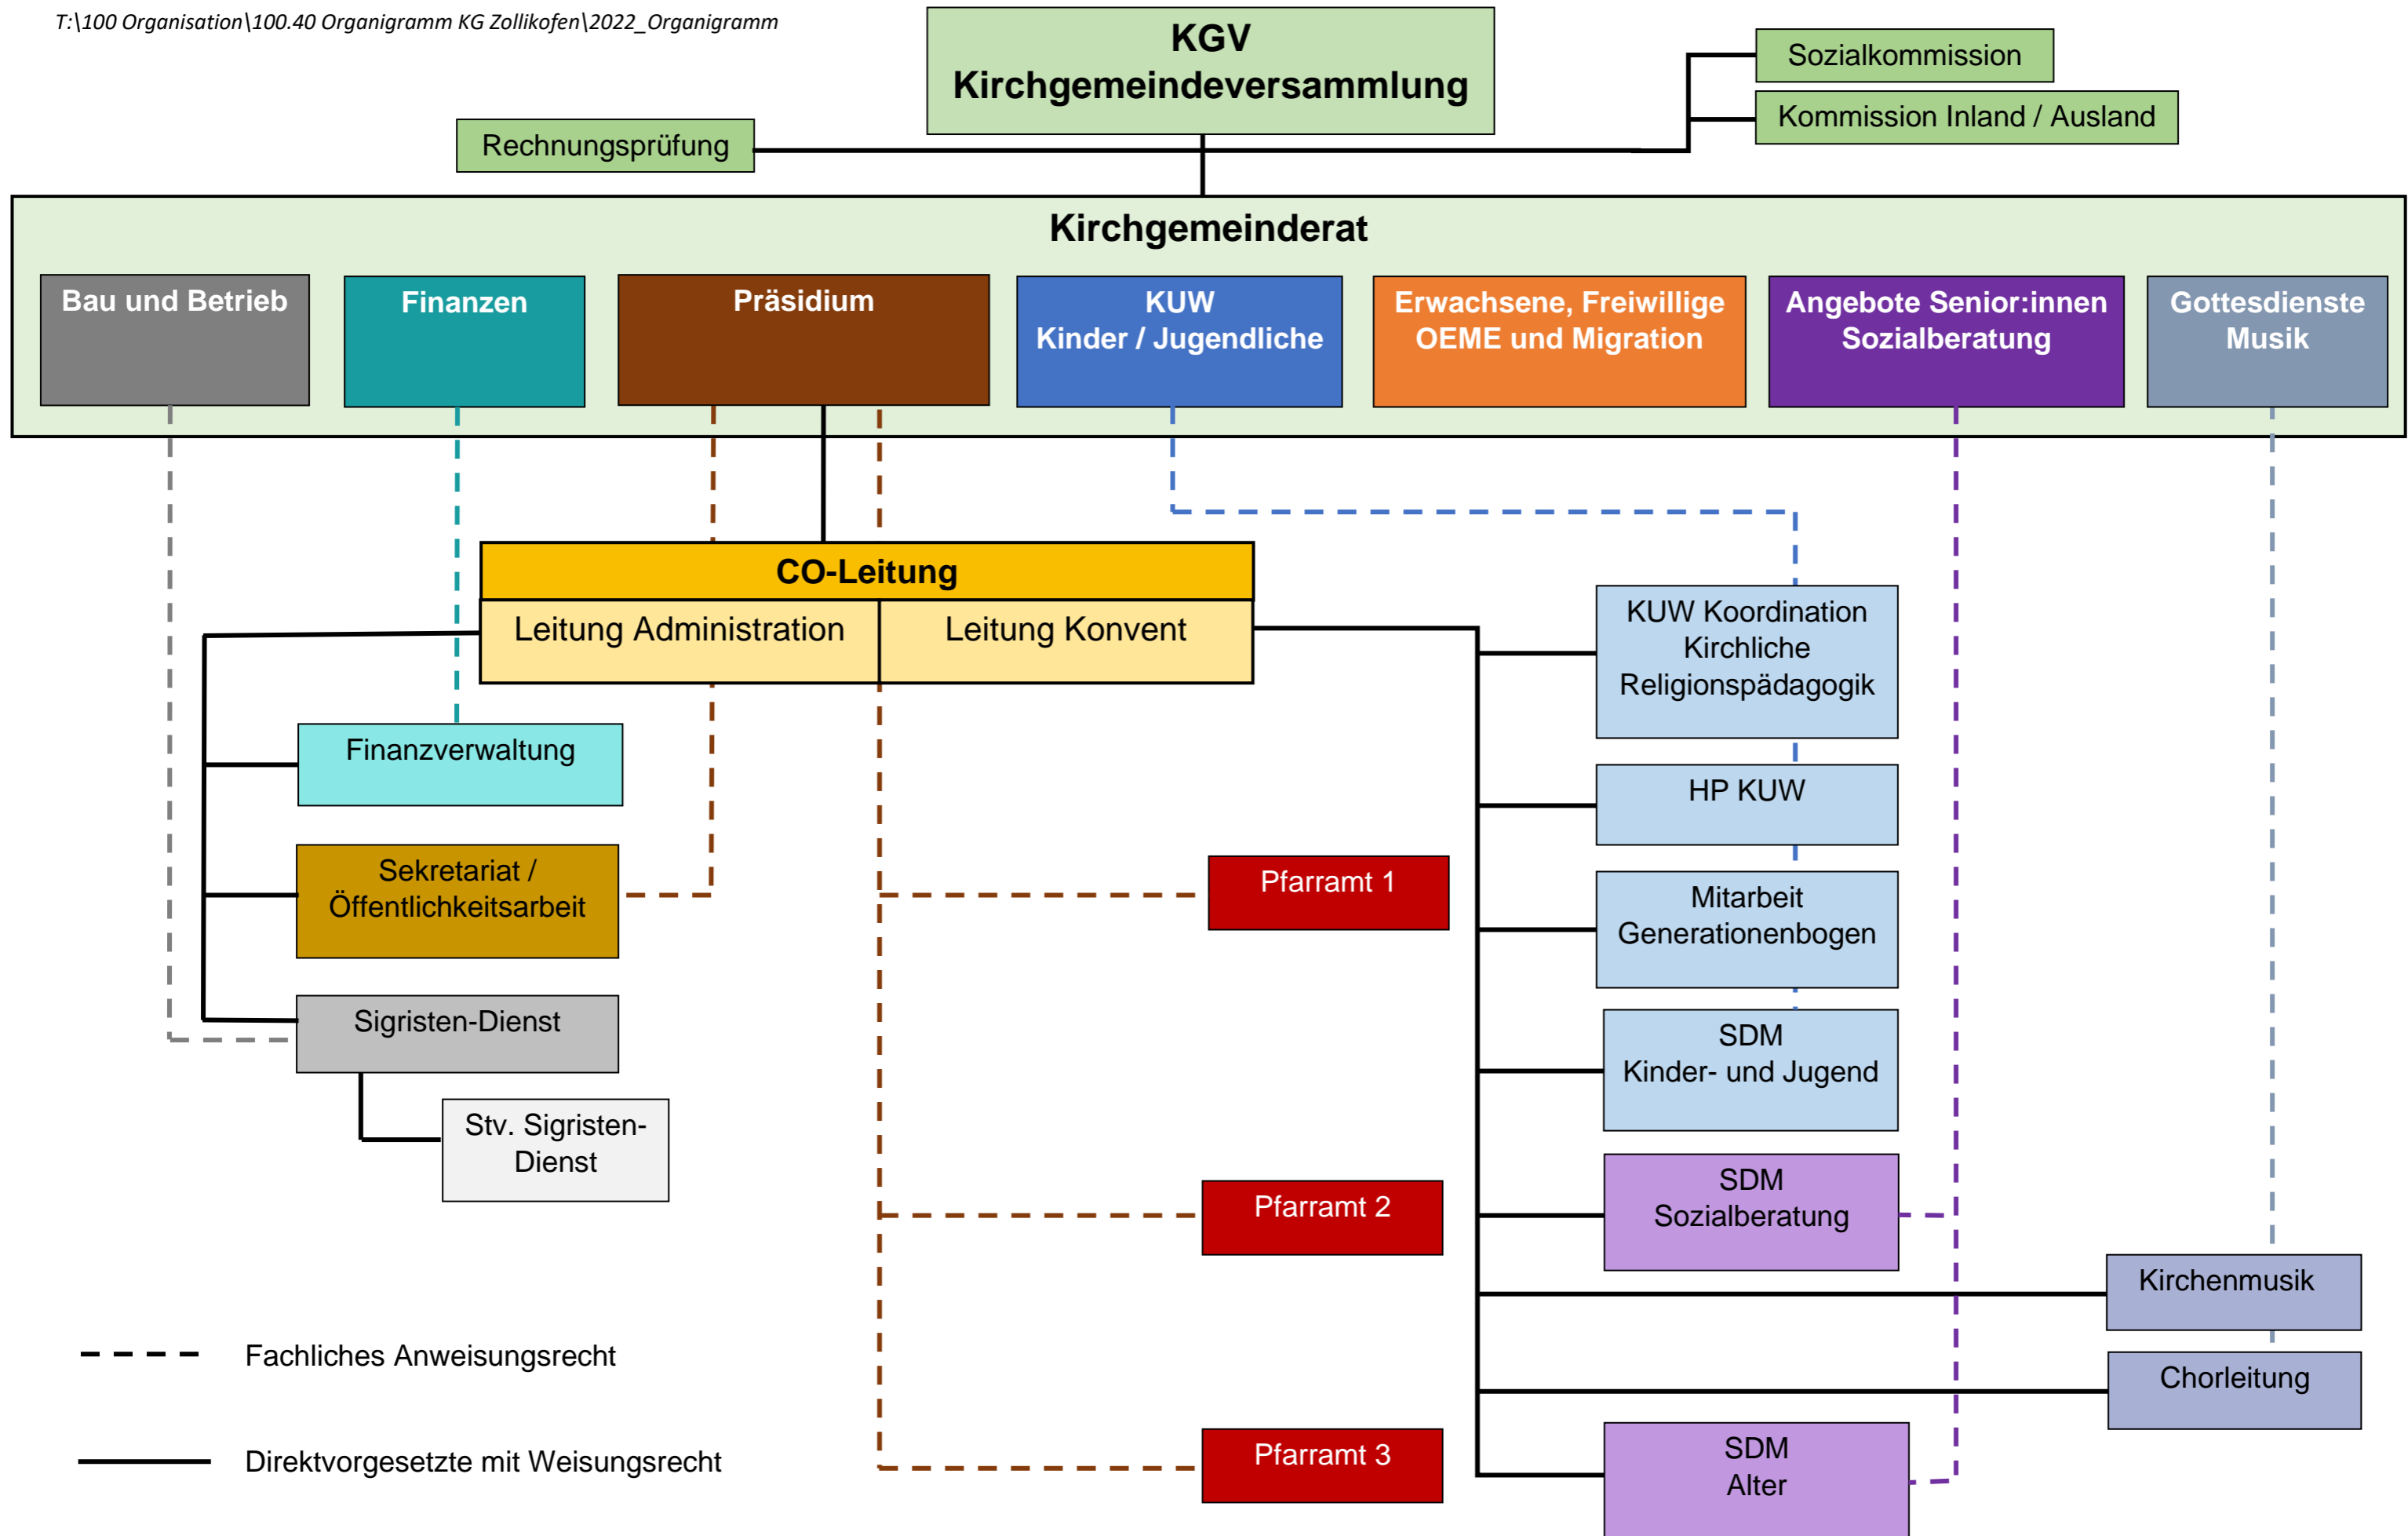 T:\100 Organisation\100.40 Organigramm KG Zollikofen\2022_Organigramm
KGV
Kirchgemeindeversammlung
Sozialkommission
Kommission Inland / Ausland
Rechnungsprüfung
Kirchgemeinderat
Bau und Betrieb
Finanzen
Präsidium
KUW
Kinder / Jugendliche
Erwachsene, Freiwillige
OEME und Migration
Angebote Senior:innen
Sozialberatung
Gottesdienste
Musik
CO-Leitung
Leitung Administration
Leitung Konvent
KUW Koordination
Kirchliche
Religionspädagogik
Finanzverwaltung
HP KUW
Sekretariat /
Öffentlichkeitsarbeit
Pfarramt 1
Mitarbeit
Generationenbogen
Sigristen-Dienst
SDM
Kinder- und Jugend
Stv. Sigristen-
Dienst
Pfarramt 2
SDM
Sozialberatung
Kirchenmusik
Fachliches Anweisungsrecht
Chorleitung
Direktvorgesetzte mit Weisungsrecht
Pfarramt 3
SDM
Alter